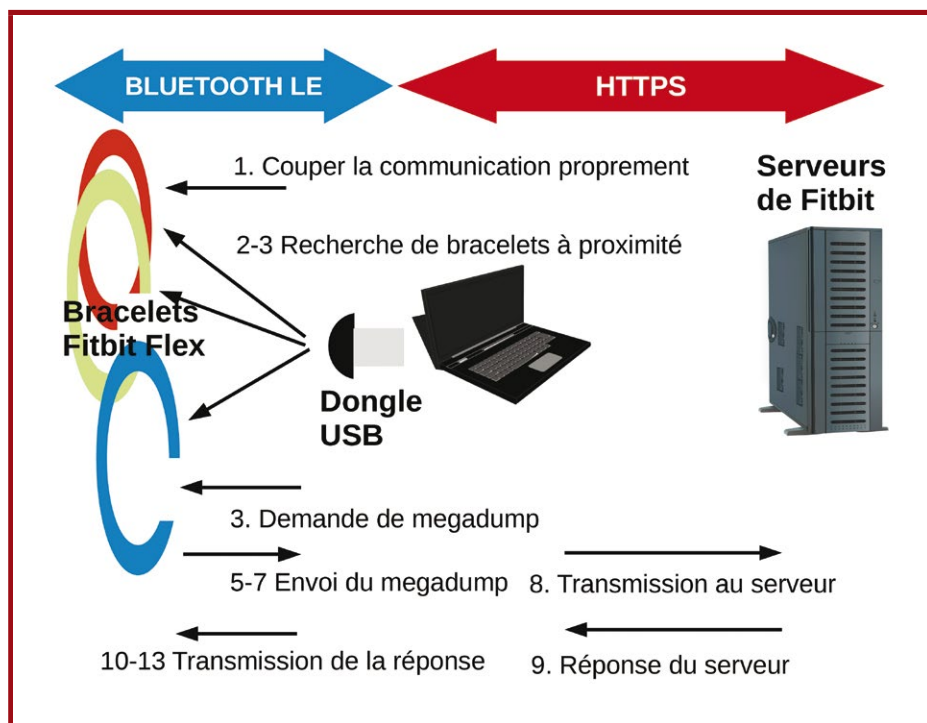 BLUETOOTH LE
HTTPS
1. Couper la communication proprement
Serveurs
de Fitbit
2-3 Recherche de bracelets à proximité
Bracelets
Fitbit Flex
Dongle
USB
3. Demande de megadump
5-7 Envoi du megadump
8. Transmission au serveur
10-13 Transmission de la réponse
9. Réponse du serveur